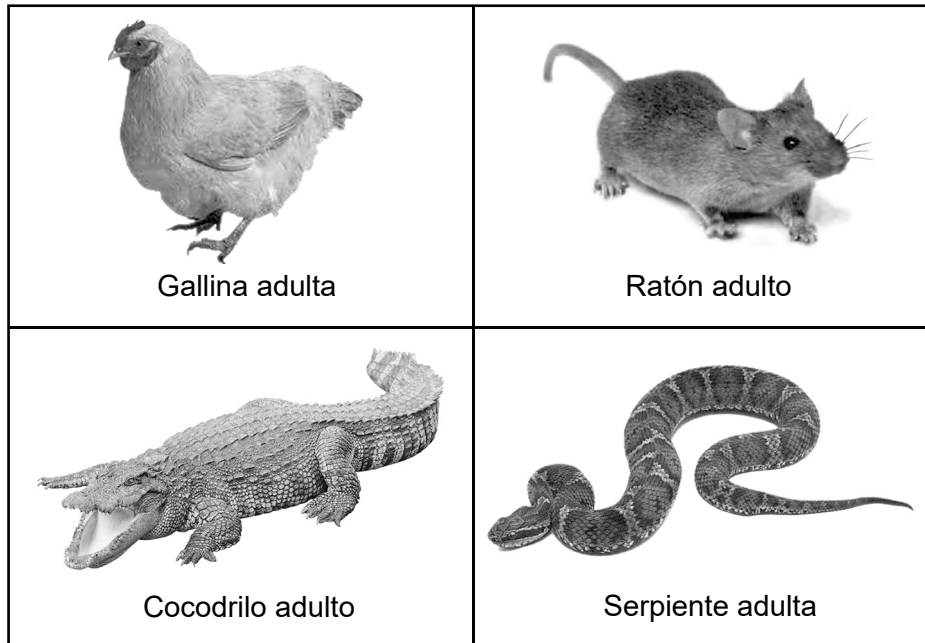 Gallina adulta
Ratón adulto
Cocodrilo adulto
Serpiente adulta